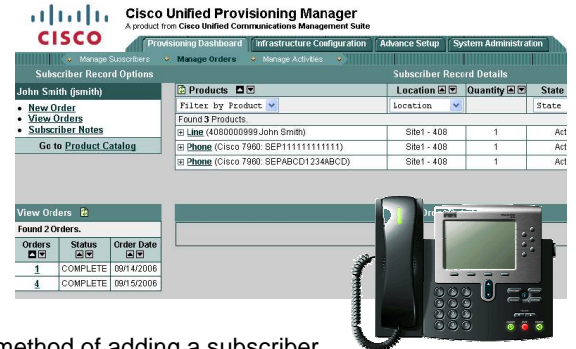 Cisco Unified Provisioning Manager
A product from Cisco Unified Communications Management Suite
CISCO
Provisioning Dashboard Infrastructure Configuration Advance Setup System Administration
Manage Subscribers Manage Orders Manage Activities
Subscriber Record Options Subscriber Record Details
John Smith (jsmith)
Products Location Quantity State
New Order
View Orders
Subscriber Notes
Filter by Product Location State
Found 3 Products.
Line (4080000999 John Smith) Site1 - 408 1 Act
Go to Product Catalog
Phone (Cisco 7960: SEP111111111111) Site1 - 408 1 Act
Phone (Cisco 7960: SEPABCD1234ABCD) Site1 - 408 1 Act
View Orders
Found 2 Orders.
Orders Status Order Date
1 COMPLETE 09/14/2006
4 COMPLETE 09/15/2006
method of adding a subscriber